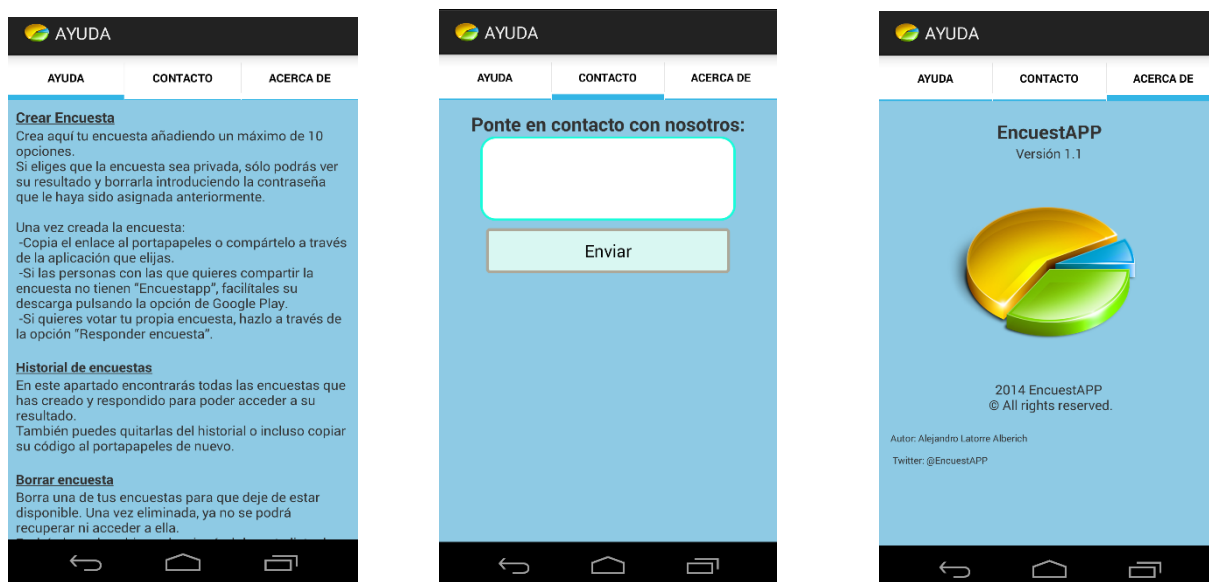 AYUDA
AYUDA CONTACTO ACERCA DE
Crear Encuesta
Crea aquí tu encuesta añadiendo un máximo de 10
opciones.
Si eliges que la encuesta sea privada, sólo podrás ver
su resultado y borrarla introduciendo la contraseña
que le haya sido asignada anteriormente.
Una vez creada la encuesta:
-Copia el enlace al portapapeles o compártelo a través
de la aplicación que elijas.
-Si las personas con las que quieres compartir la
encuesta no tienen "Encuestapp", facilítales su
descarga pulsando la opción de Google Play.
-Si quieres votar tu propia encuesta, hazlo a través de
la opción "Responder encuesta".
Historial de encuestas
En este apartado encontrarás todas las encuestas que
has creado y respondido para poder acceder a su
resultado.
También puedes quitarlas del historial o incluso copiar
su código al portapapeles de nuevo.
Borrar encuesta
Borra una de tus encuestas para que deje de estar
disponible. Una vez eliminada, ya no se podrá
recuperar ni acceder a ella.
AYUDA
AYUDA CONTACTO ACERCA DE
Ponte en contacto con nosotros:
Enviar
AYUDA
AYUDA CONTACTO ACERCA DE
EncuestAPP
Versión 1.1
2014 EncuestAPP
© All rights reserved.
Autor: Alejandro Latorre Alberich
Twitter: @EncuestAPP